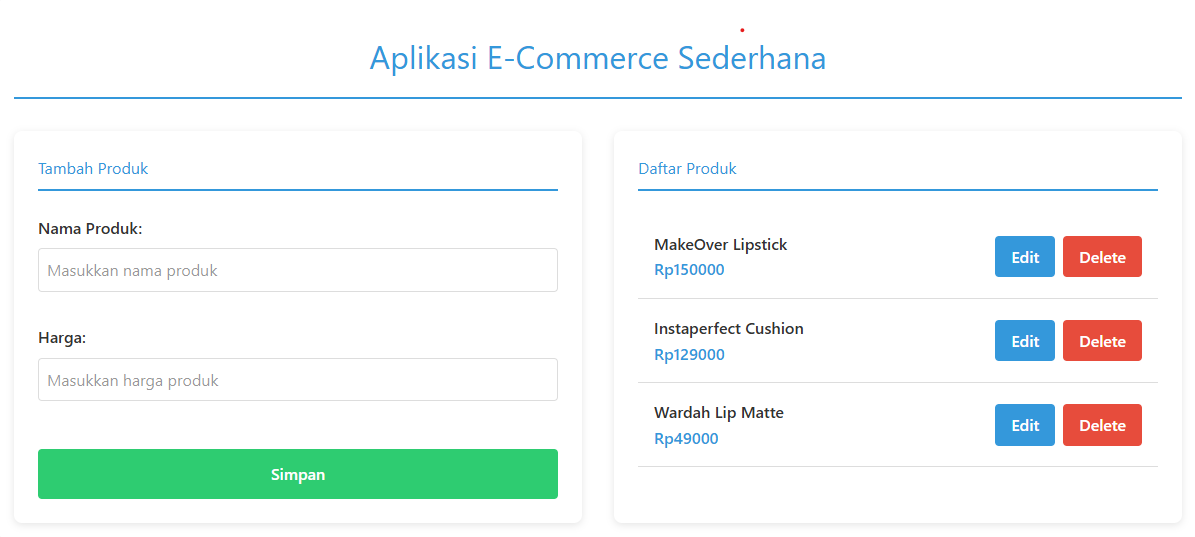 Aplikasi E-Commerce Sederhana
Tambah Produk
Nama Produk:
Masukkan nama produk
Harga:
Masukkan harga produk
Simpan
Daftar Produk
MakeOver Lipstick
Rp150000
Edit Delete
Instaperfect Cushion
Rp129000
Edit Delete
Wardah Lip Matte
Rp49000
Edit Delete